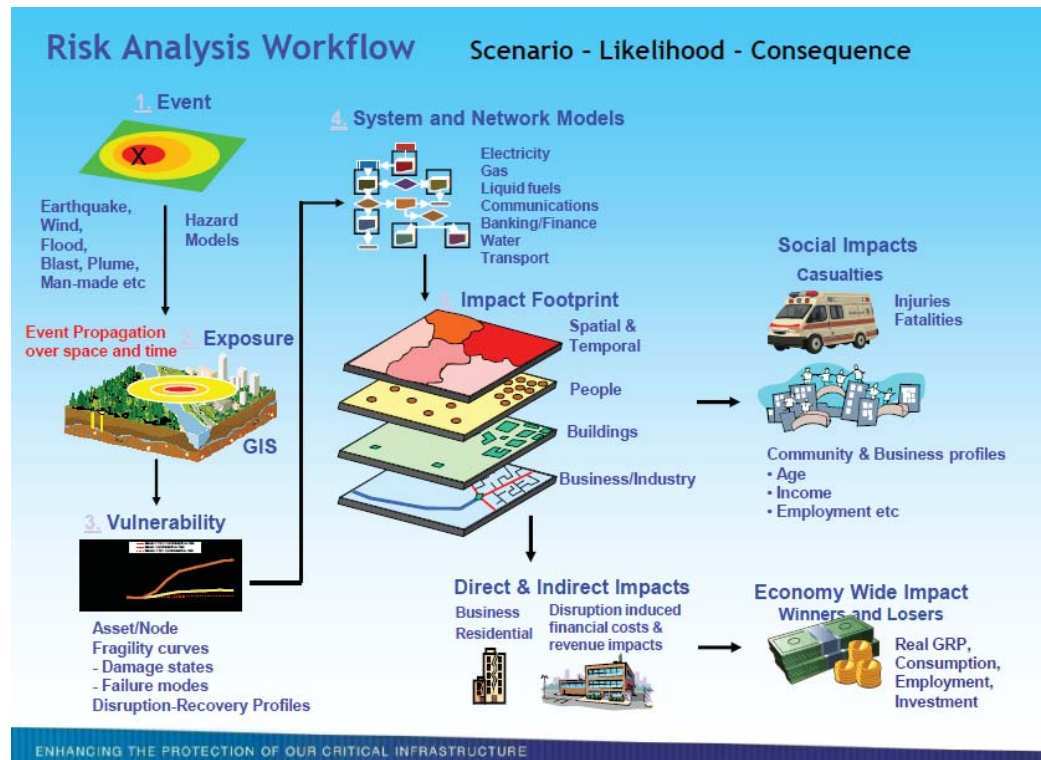 Risk Analysis Workflow
Scenario - Likelihood - Consequence
1. Event
X
Earthquake,
Wind,
Flood,
Blast, Plume,
Man-made etc
Hazard
Models
Event Propagation
over space and time
2. Exposure
GIS
3. Vulnerability
Asset/Node
Fragility curves
- Damage states
- Failure modes
Disruption-Recovery Profiles
4. System and Network Models
Electricity
Gas
Liquid fuels
Communications
Banking/Finance
Water
Transport
Impact Footprint
Spatial &
Temporal
People
Buildings
Business/Industry
Social Impacts
Casualties
Injuries
Fatalities
Community & Business profiles
• Age
• Income
• Employment etc
Direct & Indirect Impacts
Business
Residential
Disruption induced
financial costs &
revenue impacts
Economy Wide Impact
Winners and Losers
Real GRP,
Consumption,
Employment,
Investment
ENHANCING THE PROTECTION OF OUR CRITICAL INFRASTRUCTURE